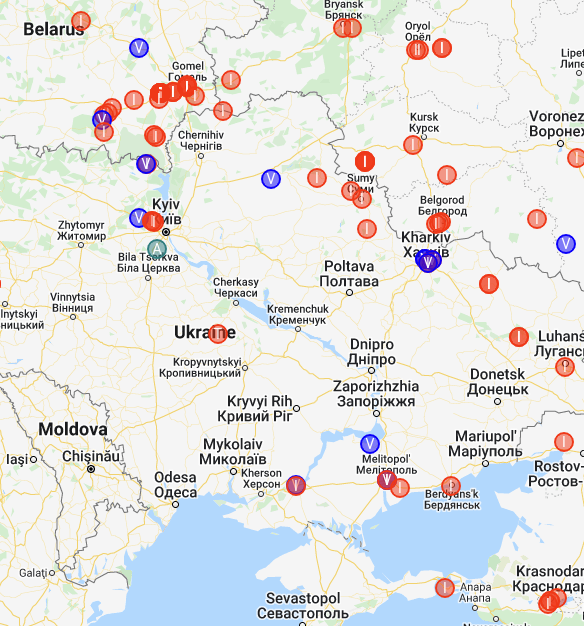 Bryansk
Брянск
Oryol
Орёл
Belarus
Gomel
Voronez
Воронеж
Kursk
Курск
Chernihiv
Чернігів
Sumy
Суми
Belgorod
Белгород
Kyiv
Київ
Zhytomyr
Житомир
Kharkiv
Харків
Bila Tserkva
Біла Церква
Poltava
Полтава
Cherkasy
Черкаси
Vinnytsia
Вінниця
lnytskyi
ницький
Kremenchuk
Кременчук
Ukraine
Luhans
Луганс
Dnipro
Дніпро
Kropyvnytskyi
Кропивницький
Donetsk
Донецьк
Zaporizhzhia
Запоріжжя
Kryvyi Rih
Кривий Ріг
Moldova
Mariupol'
Маріуполь
Mykolaiv
Миколаїв
Iași
Chișinău
Melitopol'
Мелітополь
Rostov-
Ростов-
Kherson
Херсон
Odesa
Одеса
Berdyans'k
Бердянськ
Galați
Krasnodar
Краснодар
Anapa
Анапа
Sevastopol
Севастополь
I
V
A